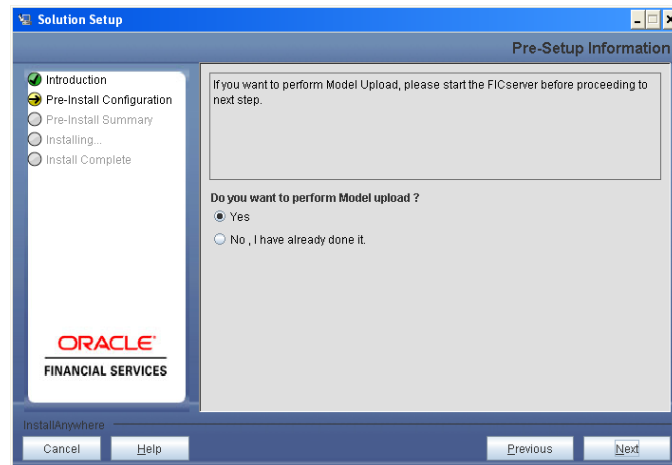 Solution Setup
Pre-Setup Information
Introduction
Pre-Install Configuration
Pre-Install Summary
Installing...
Install Complete
If you want to perform Model Upload, please start the FICserver before proceeding to
next step.
Do you want to perform Model upload ?
Yes
No , I have already done it.
ORACLE
FINANCIAL SERVICES
InstallAnywhere
Cancel
Help
Previous
Next